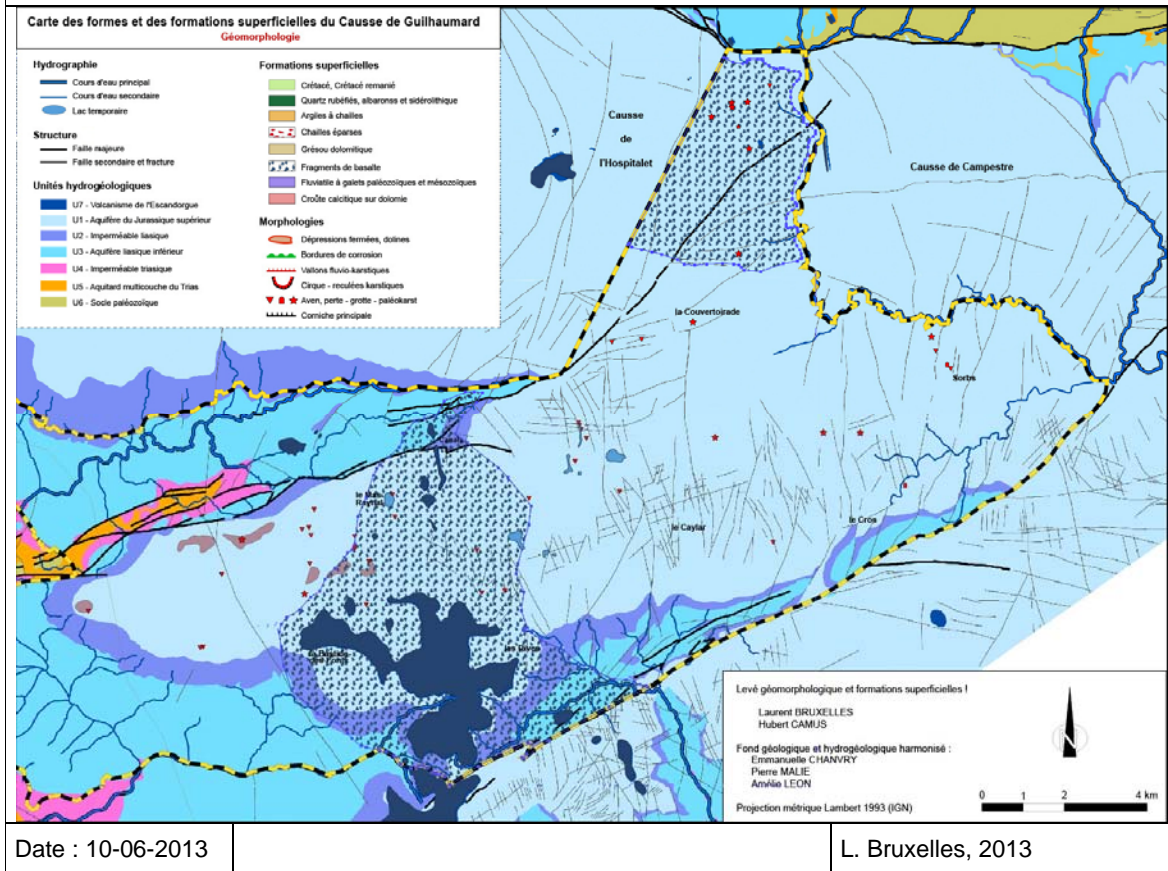 Carte des formes et des formations superficielles du Causse de Guilhaumard
Géomorphologie
Hydrographie
Cours d'eau principal
Cours d'eau secondaire
Lac temporaire
Structure
Faille majeure
Faille secondaire et fracture
Unités hydrogéologiques
U7 - Volcanisme de l'Escandorgue
U1 - Aquifère du Jurassique supérieur
U2 - Imperméable liasique
U3 - Aquifère liasique inférieur
U4 - Imperméable triasique
U5 - Aquitard multicouche du Trias
U6 - Socle paléozoïque
Formations superficielles
Crétacé, Crétacé remanié
Quartz rubéfiés, albarons et sidérolithique
Argiles à chailles
Chailles éparses
Grésou dolomitique
Fragments de basalte
Fluviatile à galets paléozoïques et mésozoïques
Croûte calcitique sur dolomie
Morphologies
Dépressions fermées, dolines
Bordures de corrosion
Vallons fluvio-karstiques
Cirque - reculées karstiques
Aven, perte - grotte - paléokarst
Corniche principale
Causse
de
l'Hospitalet
Causse de Campestre
la Couvertoirade
Sorbs
le Mas
Raynal
le Caylar
le Cros
les Rives
Levé géomorphologique et formations superficielles !
Laurent BRUXELLES
Hubert CAMUS
Fond géologique et hydrogéologique harmonisé :
Emmanuelle CHANVRY
Pierre MALIE
Amélie LEON
N
0 1 2 4 km
Projection métrique Lambert 1993 (IGN)
Date : 10-06-2013
L. Bruxelles, 2013